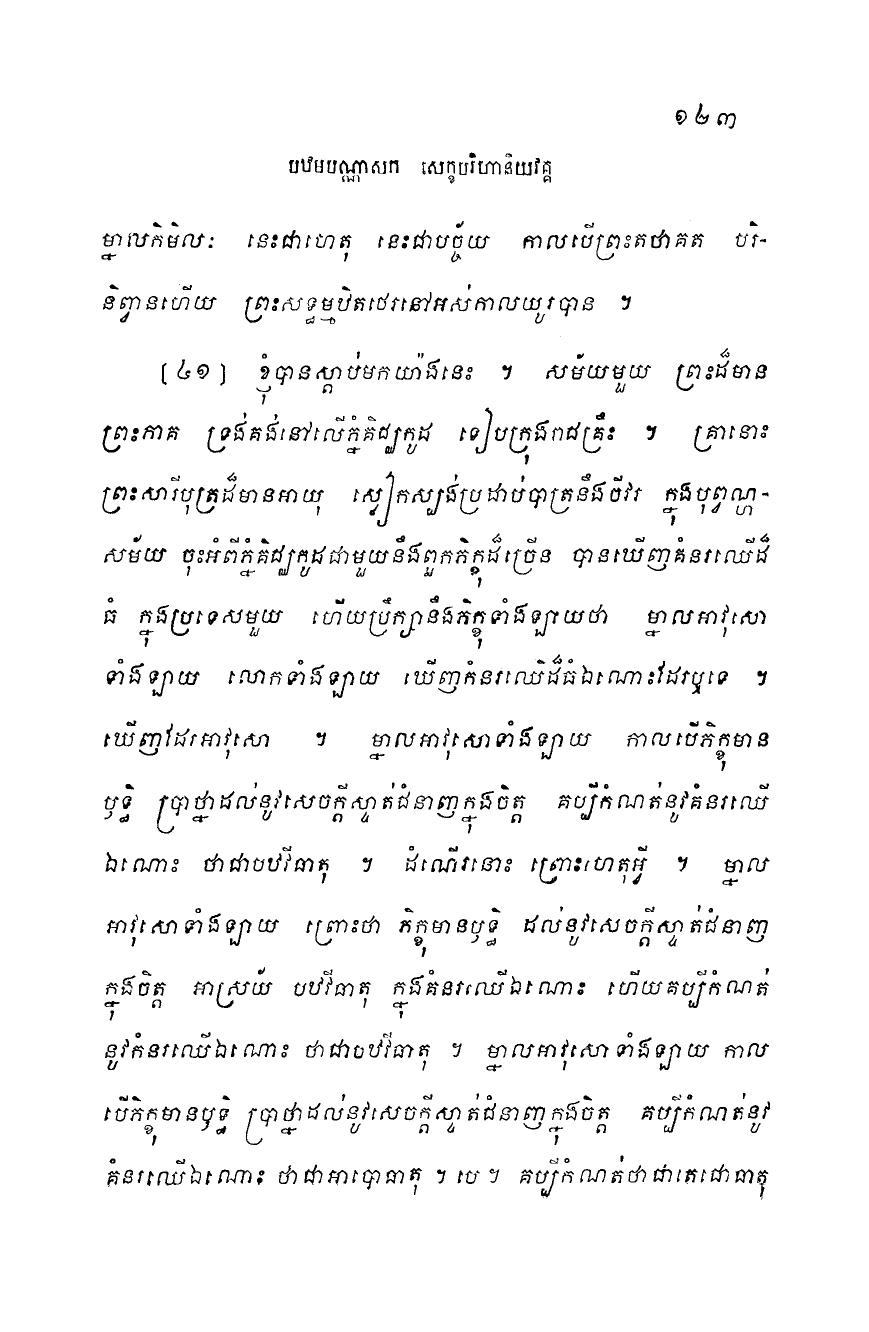 ១២៣
បឋមបណ្ណាសក សេក្ខបរិហានិយវគ្គ
ម្នាលកិមិលៈ នេះជាហេតុ នេះជាបច្ច័យ កាលបើព្រះតថាគត បរិ-
និព្វានហើយ ព្រះសទ្ធម្មឋិតថេរនៅអស់កាលយូរបាន ។
(៤១) ខ្ញុំបានស្តាប់មកយ៉ាងនេះ ។ សម័យមួយ ព្រះដ៏មាន
ព្រះភាគ ទ្រង់គង់នៅលើភ្នំគិជ្ឈកូដ ទៀបក្រុងរាជគ្រឹះ ។ គ្រានោះ
ព្រះសារីបុត្រដ៏មានអាយុ ស្លៀកស្បង់ប្រដាប់បាត្រនឹងចីវរ ក្នុងបុព្វណ្ហ-
សម័យ ចុះអំពីភ្នំគិជ្ឈកូដជាមួយនឹងពួកភិក្ខុដ៏ច្រើន បានឃើញគំនរឈើដ៏
ធំ ក្នុងប្រទេសមួយ ហើយប្រឹក្សានឹងភិក្ខុទាំងឡាយថា ម្នាលអាវុសោ
ទាំងឡាយ លោកទាំងឡាយ ឃើញគំនរឈើដ៏ធំឯណោះដែរឬទេ ។
ឃើញដែរអាវុសោ ។ ម្នាលអាវុសោទាំងឡាយ កាលបើភិក្ខុមាន
ឫទ្ធិ ប្រាថ្នាដល់នូវសេចក្តីស្ទាត់ជំនាញក្នុងចិត្ត គប្បីកំណត់នូវគំនរឈើ
ឯណោះ ថាជាបឋវីធាតុ ។ ដំណើរនោះ ព្រោះហេតុអ្វី ។ ម្នាល
អាវុសោទាំងឡាយ ព្រោះថា ភិក្ខុមានឫទ្ធិ ដល់នូវសេចក្តីស្ទាត់ជំនាញ
ក្នុងចិត្ត អាស្រ័យ បឋវីធាតុ ក្នុងគំនរឈើឯណោះ ហើយគប្បីកំណត់
នូវគំនរឈើឯណោះ ថាជាបឋវីធាតុ ។ ម្នាលអាវុសោទាំងឡាយ កាល
បើភិក្ខុមានឫទ្ធិ ប្រាថ្នាដល់នូវសេចក្តីស្ទាត់ជំនាញក្នុងចិត្ត គប្បីកំណត់នូវ
គំនរឈើឯណោះ ថាជាអាបោធាតុ ។ បេ ។ គប្បីកំណត់ថាជាតេជោធាតុ